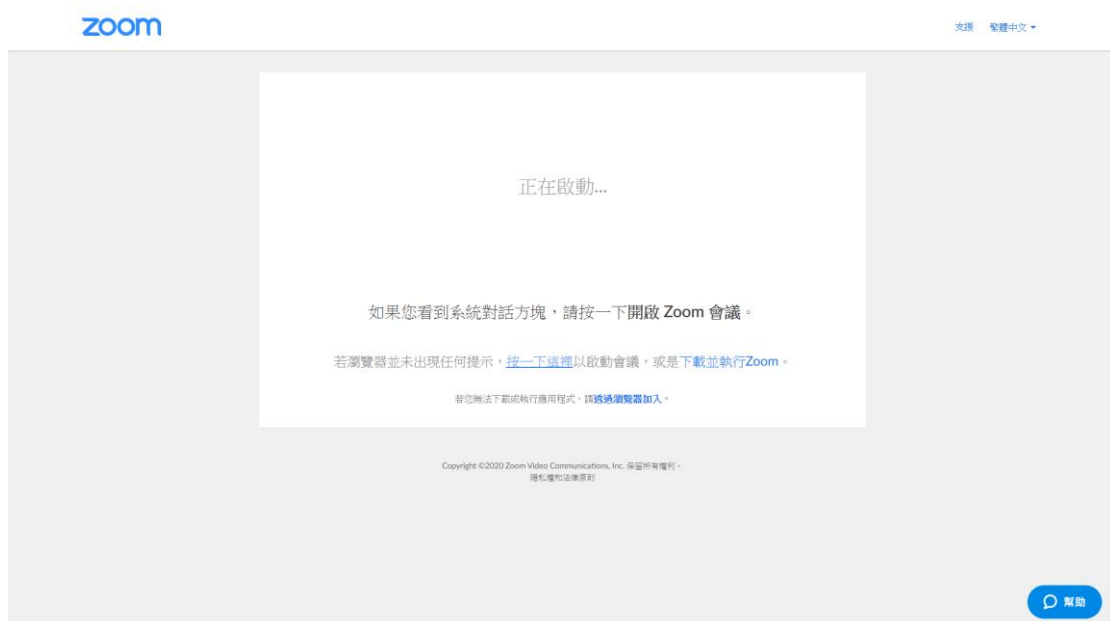 zoom
支援 繁體中文
正在啟動...
如果您看到系統對話方塊，請按一下開啟 Zoom 會議。
若瀏覽器並未出現任何提示，按一下這裡以啟動會議，或是下載並執行Zoom。
若您無法下載或執行應用程式，請透過瀏覽器加入。
Copyright ©2020 Zoom Video Communications, Inc. 保留所有權利。
隱私權和法律原則
幫助